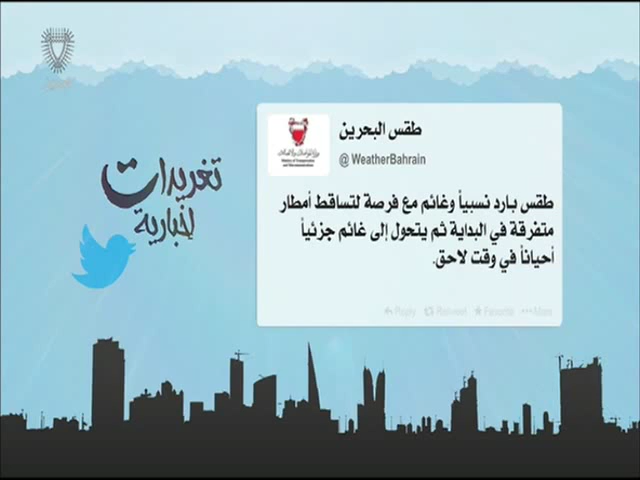 تغريدات
إخبارية
طقس البحرين
@ WeatherBahrain
طقس بارد نسبياً وغائم مع فرصة لتساقط أمطار
متفرقة في البداية ثم يتحول إلى غائم جزئياً
أحياناً في وقت لاحق.
Reply Retweet Favorite More